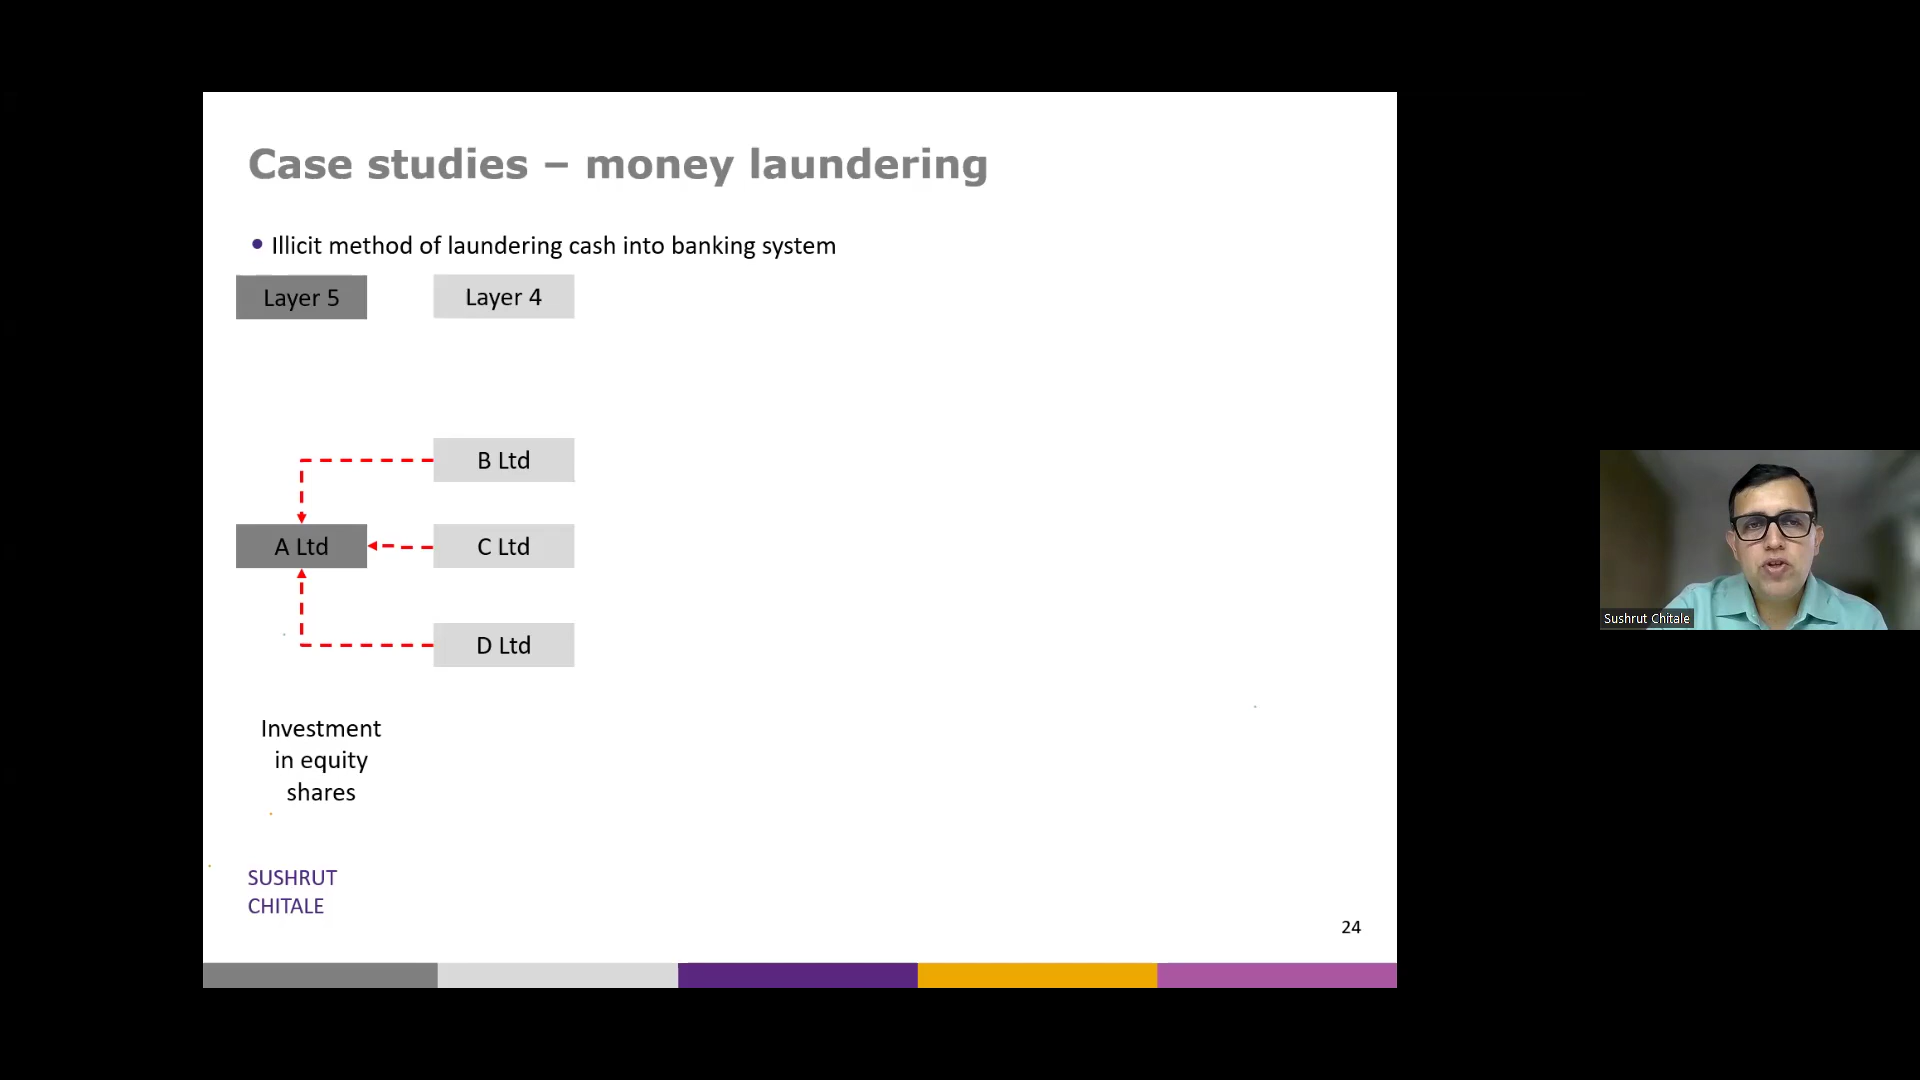 Case studies – money laundering
• Illicit method of laundering cash into banking system
Layer 5
Layer 4
B Ltd
A Ltd
C Ltd
D Ltd
Investment
in equity
shares
SUSHRUT
CHITALE
24
Sushrut Chitale